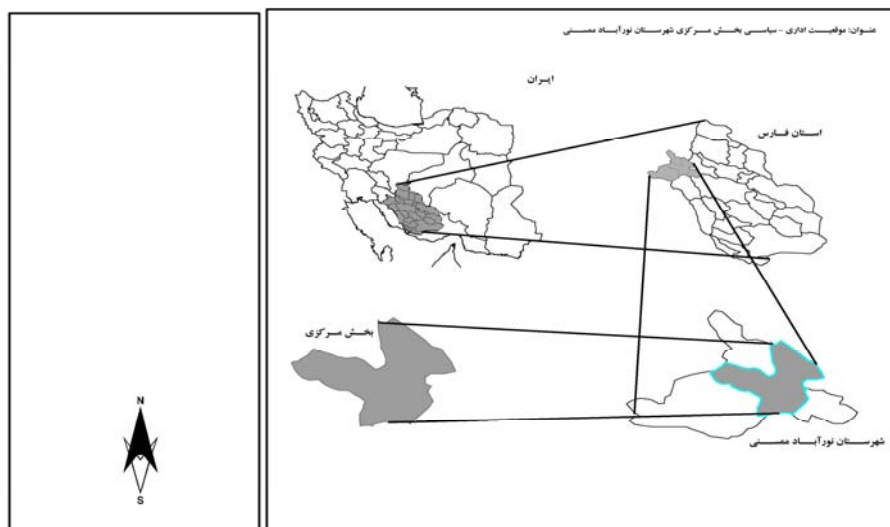 عنوان: موقعیت اداری - سیاسی بخش مرکزی شهرستان نورآباد ممسنی
ایران
استان فارس
بخش مرکزی
شهرستان نورآباد ممسنی
N
S